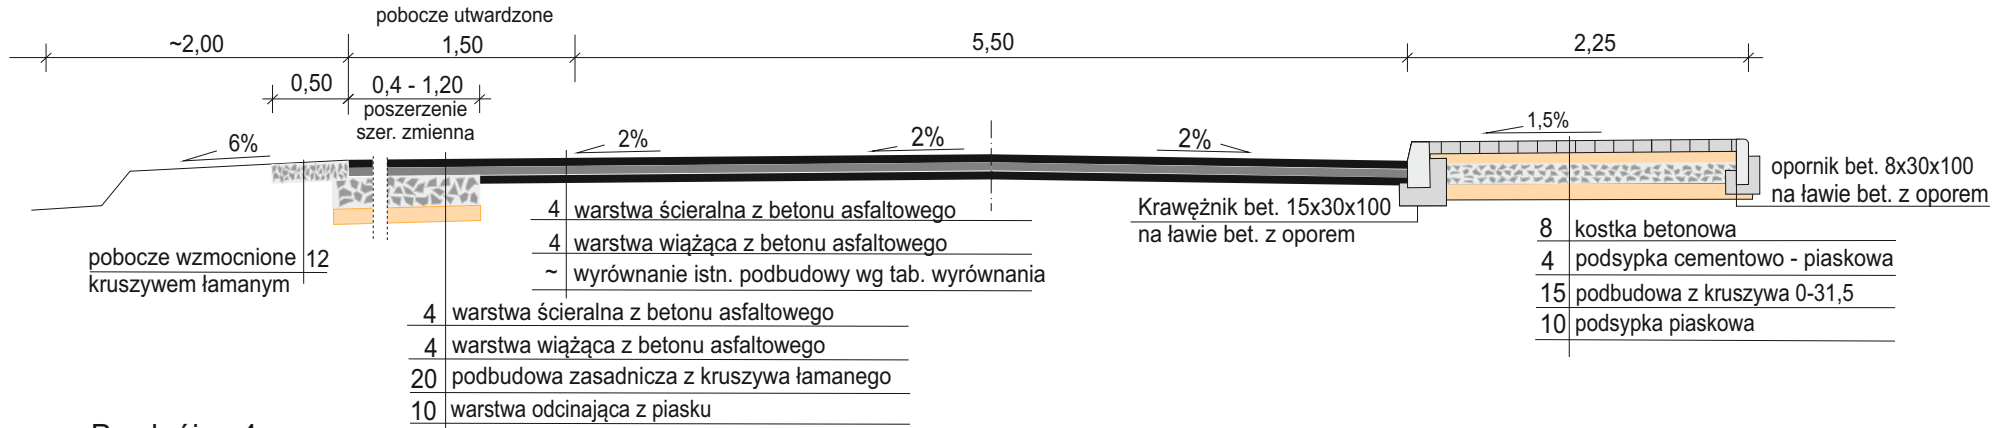 pobocze utwardzone
~2,00
1,50
5,50
2,25
0,50
0,4 - 1,20
poszerzenie
szer. zmienna
6%
2%
2%
2%
1,5%
opornik bet. 8x30x100
na ławie bet. z oporem
Krawężnik bet. 15x30x100
na ławie bet. z oporem
pobocze wzmocnione 12
kruszywem łamanym
4 warstwa ścieralna z betonu asfaltowego
4 warstwa wiążąca z betonu asfaltowego
~ wyrównanie istn. podbudowy wg tab. wyrównania
8 kostka betonowa
4 podsypka cementowo - piaskowa
15 podbudowa z kruszywa 0-31,5
10 podsypka piaskowa
4 warstwa ścieralna z betonu asfaltowego
4 warstwa wiążąca z betonu asfaltowego
20 podbudowa zasadnicza z kruszywa łamanego
10 warstwa odcinająca z piasku